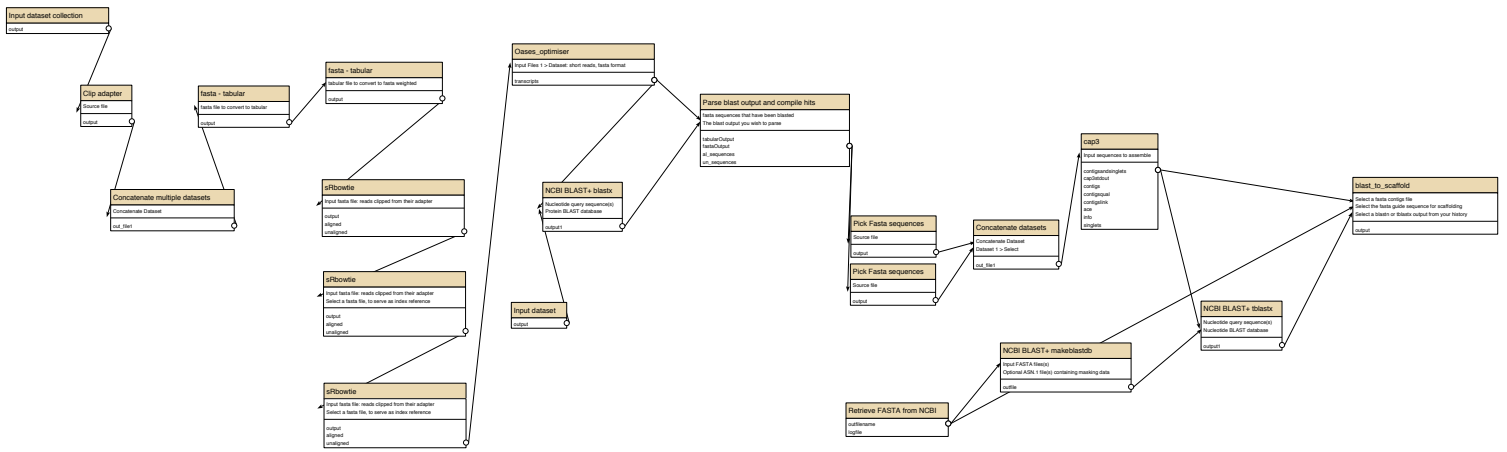 Input dataset collection
output
Clip adapter
Source file
output
Concatenate multiple datasets
Concatenate Dataset
out_file1
fasta - tabular
fasta file to convert to tabular
output
fasta - tabular
tabular file to convert to fasta weighted
output
sRbowtie
Input fasta file: reads clipped from their adapter
output
aligned
unaligned
sRbowtie
Input fasta file: reads clipped from their adapter
Select a fasta file, to serve as index reference
output
aligned
unaligned
sRbowtie
Input fasta file: reads clipped from their adapter
Select a fasta file, to serve as index reference
output
aligned
unaligned
Oases_optimiser
Input Files 1 > Dataset: short reads, fasta format
transcripts
NCBI BLAST+ blastx
Nucleotide query sequence(s)
Protein BLAST database
output1
Input dataset
output
Parse blast output and compile hits
fasta sequences that have been blasted
The blast output you wish to parse
tabularOutput
fastaOutput
al_sequences
un_sequences
Pick Fasta sequences
Source file
output
Pick Fasta sequences
Source file
output
Concatenate datasets
Concatenate Dataset
Dataset 1 > Select
out_file1
cap3
Input sequences to assemble
contigsandsinglets
cap3stdout
contigs
contigsqual
contigslink
ace
info
singlets
Retrieve FASTA from NCBI
outfilename
logfile
NCBI BLAST+ makeblastdb
Input FASTA files(s)
Optional ASN.1 file(s) containing masking data
outfile
NCBI BLAST+ tblastx
Nucleotide query sequence(s)
Nucleotide BLAST database
output1
blast_to_scaffold
Select a fasta contigs file
Select the fasta guide sequence for scaffolding
Select a blastn or tblastx output from your history
output